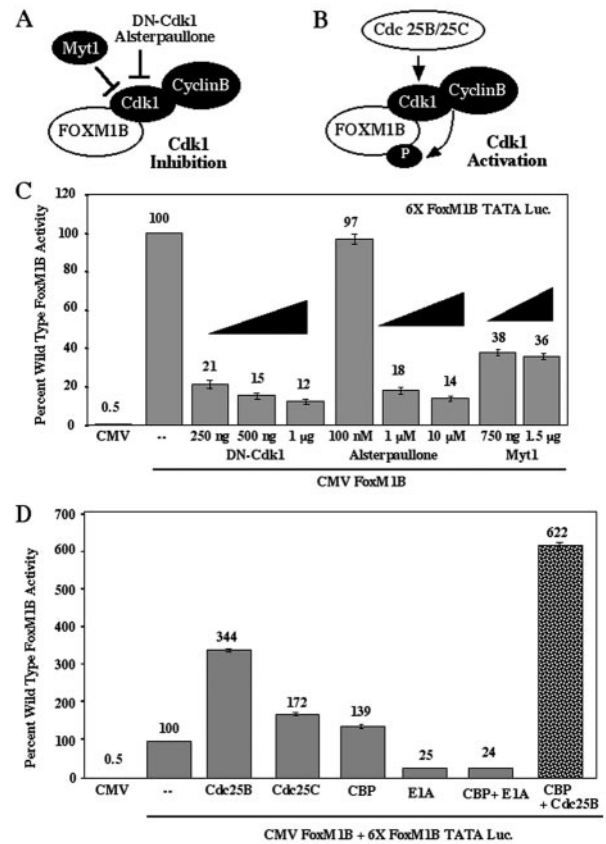 A
DN-Cdk1
Alsterpaullone
Myt1
CyclinB
Cdk1
FOXM1B
Cdk1
Inhibition
B
Cdc 25B/25C
CyclinB
Cdk1
FOXM1B
P
Cdk1
Activation
C
6X FoxM1B TATA Luc.
Percent Wild Type FoxM1B Activity
120
100
80
60
40
20
0
0.5
100
21
15
12
97
18
14
38
36
CMV
--
250 ng
500 ng
1 µg
100 nM
1 µM
10 µM
750 ng
1.5 µg
DN-Cdk1
Alsterpaullone
Myt1
CMV FoxM1B
D
Percent Wild Type FoxM1B Activity
700
600
500
400
300
200
100
0
0.5
100
344
172
139
25
24
622
CMV
--
Cdc25B
Cdc25C
CBP
E1A
CBP+ E1A
CBP
+ Cdc25B
CMV FoxM1B + 6X FoxM1B TATA Luc.